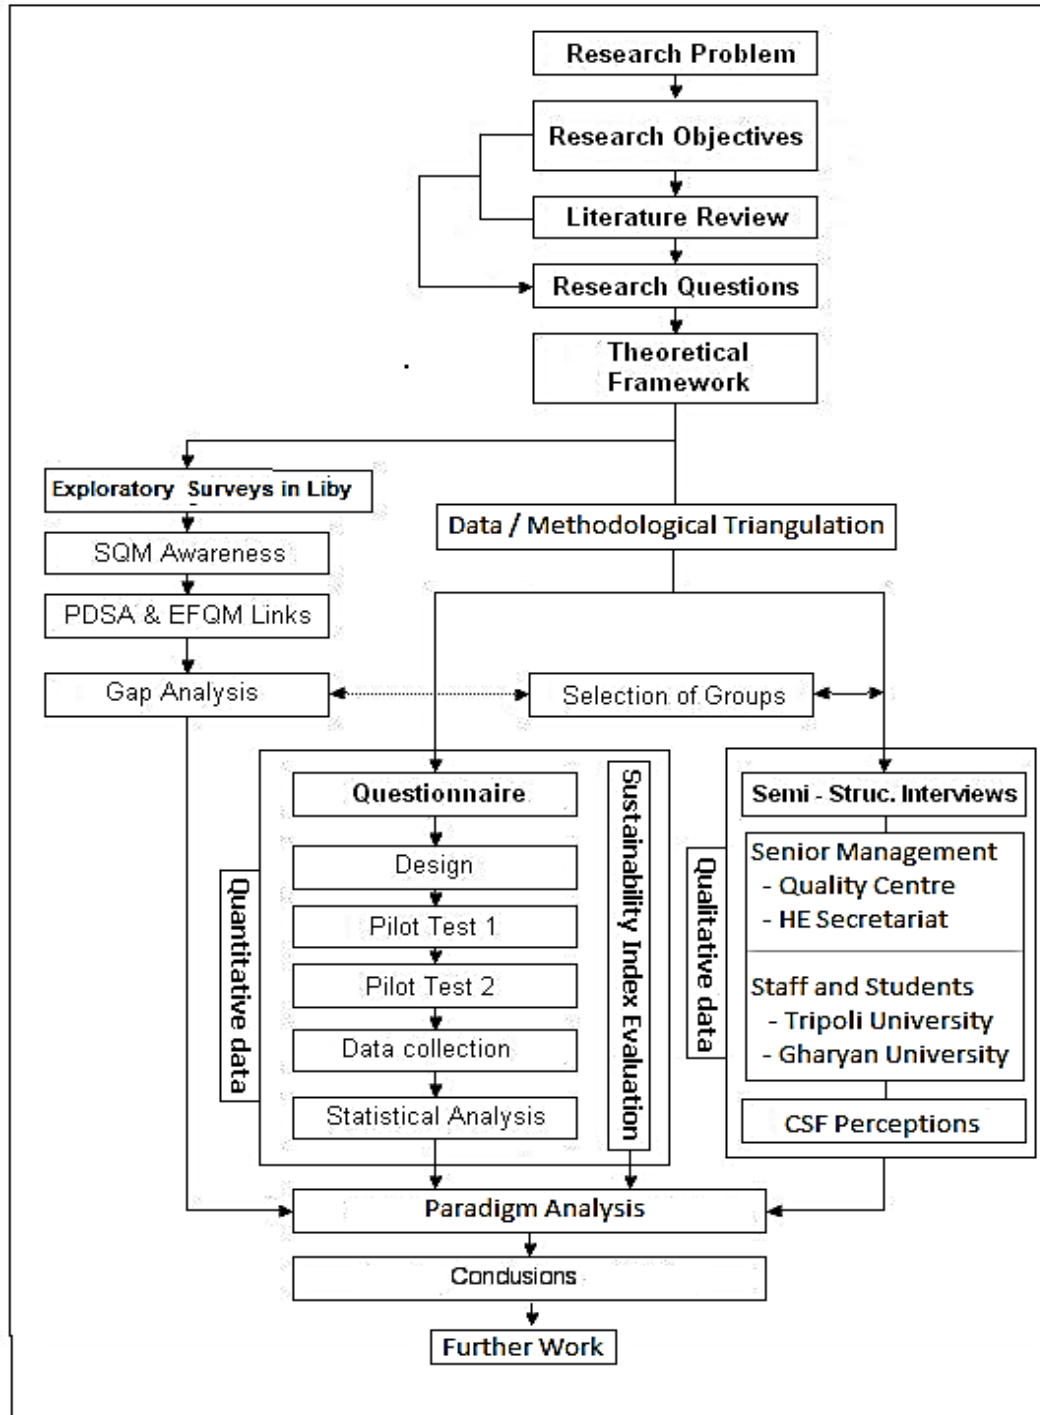 Research Problem
Research Objectives
Literature Review
Research Questions
Theoretical
Framework
Exploratory Surveys in Liby
SQM Awareness
PDSA & EFQM Links
Gap Analysis
Data / Methodological Triangulation
Selection of Groups
Quantitative data
Questionnaire
Design
Pilot Test 1
Pilot Test 2
Data collection
Statistical Analysis
Sustainability Index Evaluation
Qualitative data
Semi - Struc. Interviews
Senior Management
- Quality Centre
- HE Secretariat
Staff and Students
- Tripoli University
- Gharyan University
CSF Perceptions
Paradigm Analysis
Condusions
Further Work